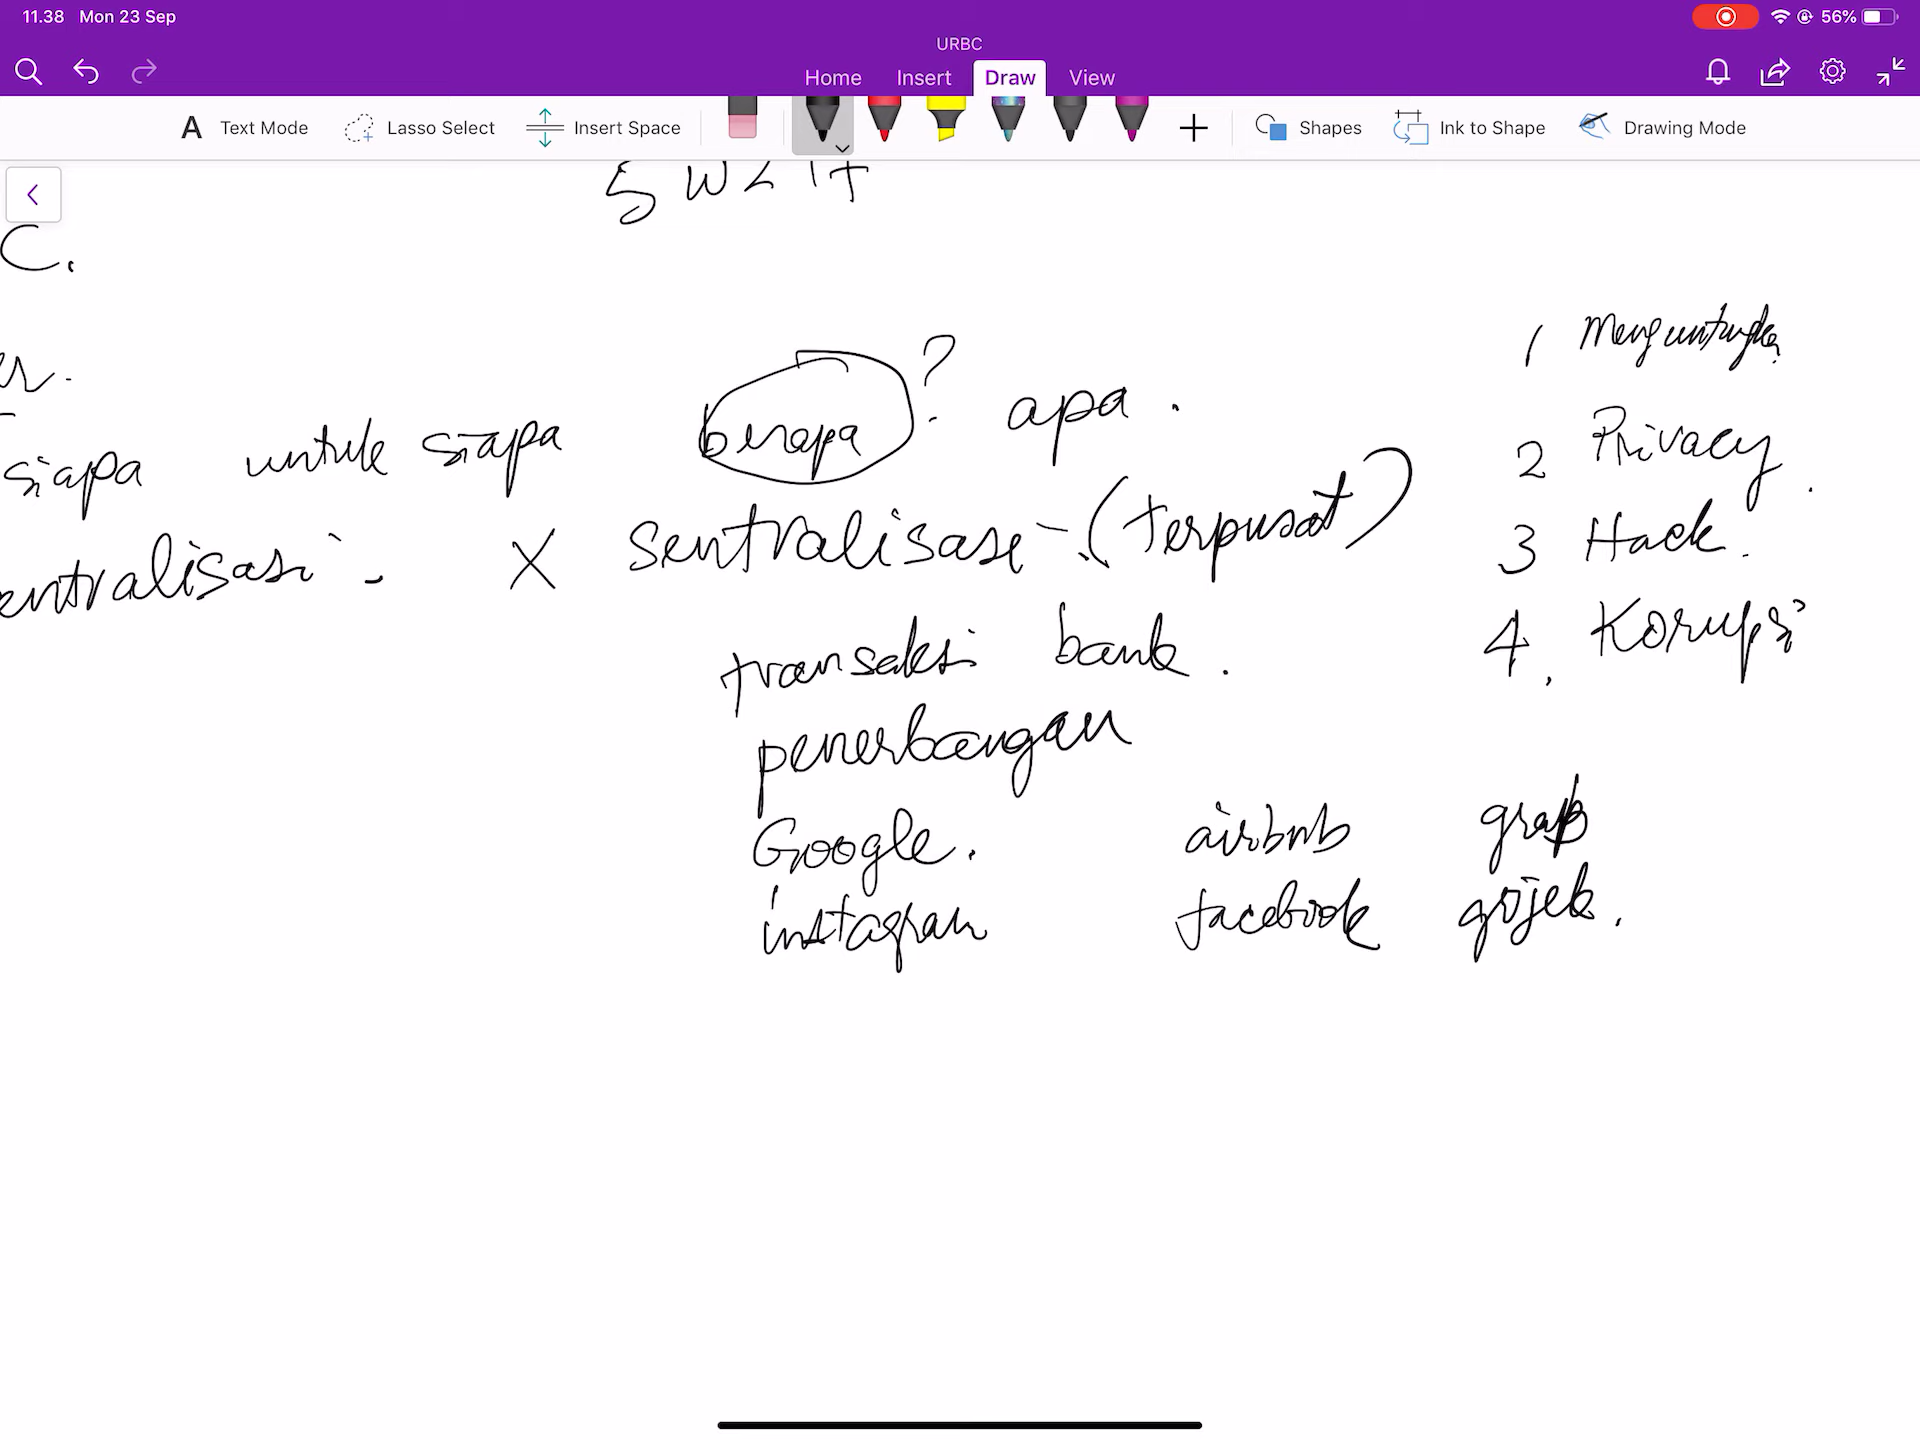 11.38 Mon 23 Sep 56%
URBC
Home Insert Draw View
A Text Mode Lasso Select Insert Space Shapes Ink to Shape Drawing Mode
C.
1 Menguntungkan
siapa untuk siapa berapa ? apa .
2 Privacy.
entralisasi - X sentralisasi - (terpusat)
3 Hack.
transaksi bank .
4. Korupsi
penerbangan
Google. airbnb grab
instagram facebook gojek.